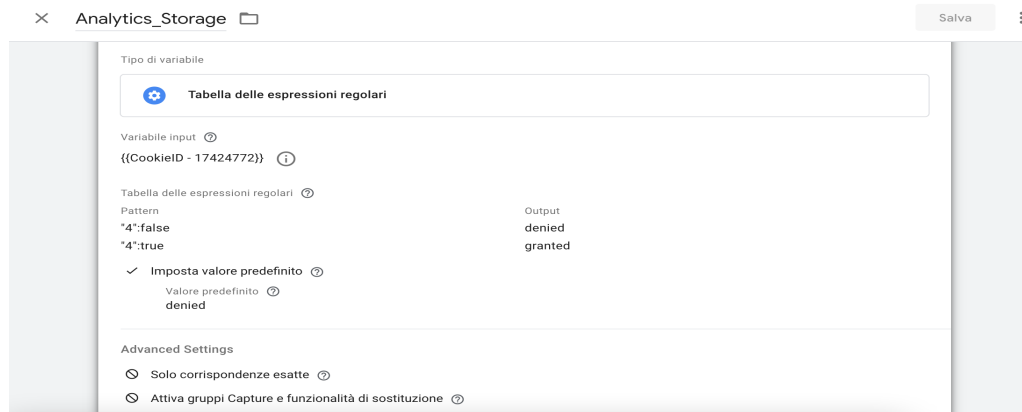 Analytics_Storage
Salva
Tipo di variabile
Tabella delle espressioni regolari
Variabile input
{{CookieID - 17424772}}
Tabella delle espressioni regolari
Pattern Output
"4":false denied
"4":true granted
Imposta valore predefinito
Valore predefinito
denied
Advanced Settings
Solo corrispondenze esatte
Attiva gruppi Capture e funzionalità di sostituzione